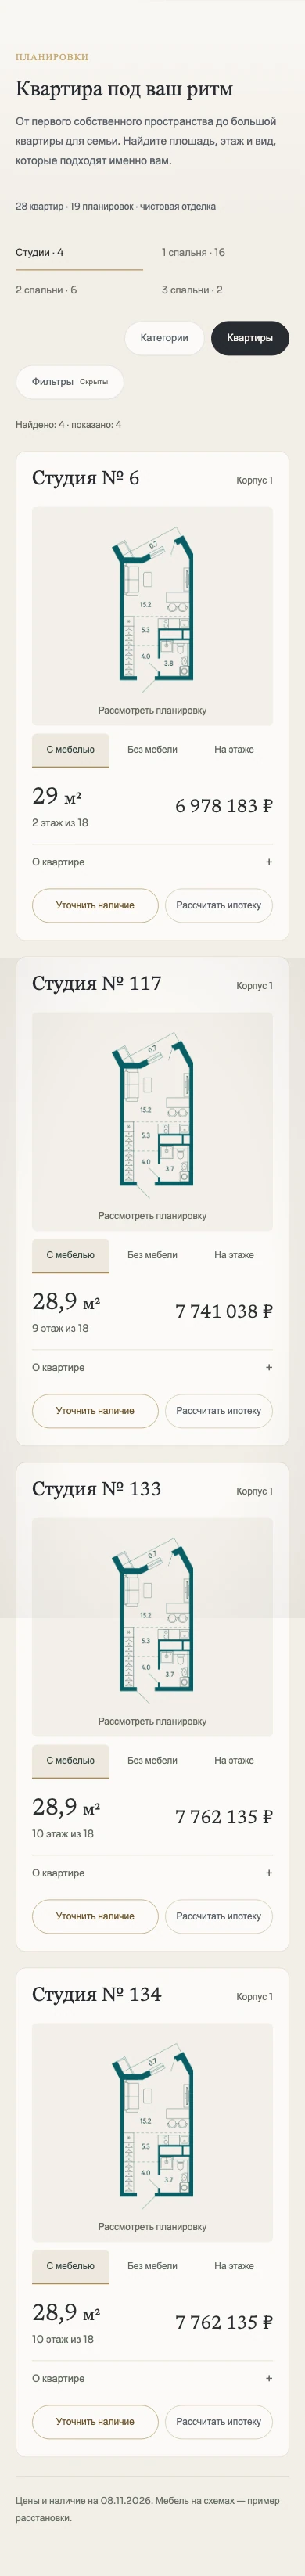 ПЛАНИРОВКИ
Квартира под ваш ритм
От первого собственного пространства до большой
квартиры для семьи. Найдите площадь, этаж и вид,
которые подходят именно вам.
28 квартир · 19 планировок · чистовая отделка
Студии · 4
1 спальня · 16
2 спальни · 6
3 спальни · 2
Категории
Квартиры
Фильтры Скрыты
Найдено: 4 · показано: 4
Студия № 6
Корпус 1
0.7
15.2
5.3
4.0
3.8
Рассмотреть планировку
С мебелью
Без мебели
На этаже
29 м²
6 978 183 ₽
2 этаж из 18
О квартире
+
Уточнить наличие
Рассчитать ипотеку
Студия № 117
Корпус 1
0.7
15.2
5.3
4.0
3.7
Рассмотреть планировку
С мебелью
Без мебели
На этаже
28,9 м²
7 741 038 ₽
9 этаж из 18
О квартире
+
Уточнить наличие
Рассчитать ипотеку
Студия № 133
Корпус 1
0.7
15.2
5.3
4.0
3.7
Рассмотреть планировку
С мебелью
Без мебели
На этаже
28,9 м²
7 762 135 ₽
10 этаж из 18
О квартире
+
Уточнить наличие
Рассчитать ипотеку
Студия № 134
Корпус 1
0.7
15.2
5.3
4.0
3.7
Рассмотреть планировку
С мебелью
Без мебели
На этаже
28,9 м²
7 762 135 ₽
10 этаж из 18
О квартире
+
Уточнить наличие
Рассчитать ипотеку
Цены и наличие на 08.11.2026. Мебель на схемах — пример
расстановки.